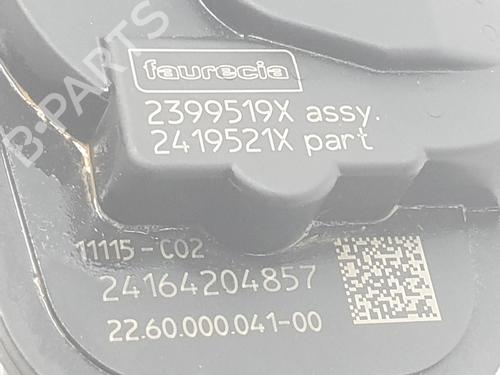 B-PARTS
faurecia
2399519X assy.
2419521X part
11115-C02
24164204857
22.60.000.041-00